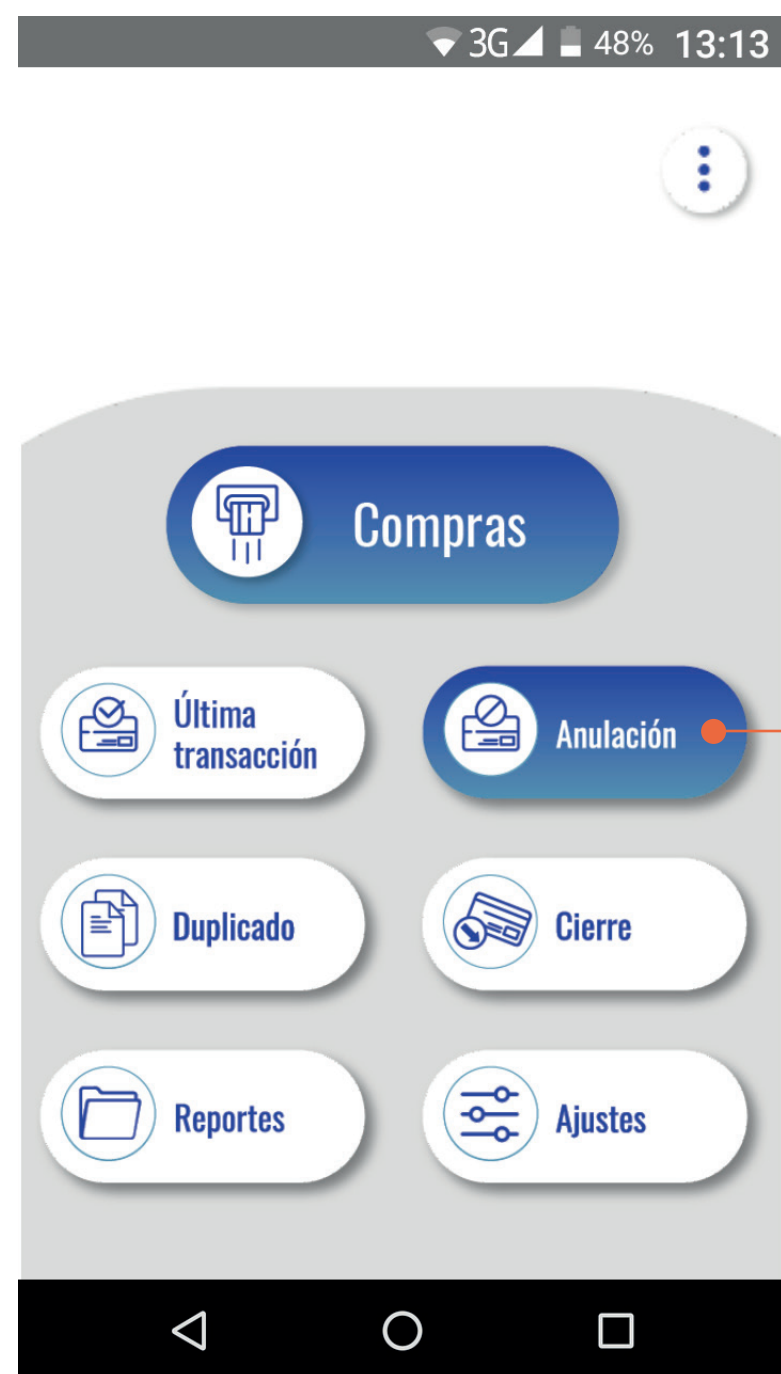 3G 48% 13:13
Compras
Última
transacción
Anulación
Duplicado
Cierre
Reportes
Ajustes